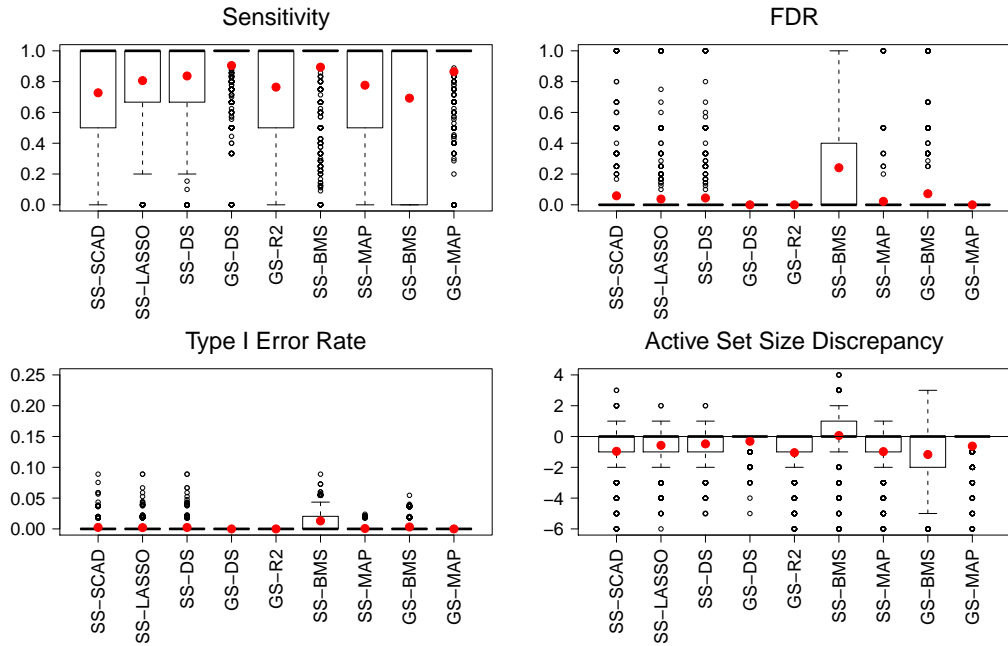 Sensitivity
1.0
0.8
0.6
0.4
0.2
0.0
SS−SCAD
SS−LASSO
SS−DS
GS−DS
GS−R2
SS−BMS
SS−MAP
GS−BMS
GS−MAP
FDR
1.0
0.8
0.6
0.4
0.2
0.0
SS−SCAD
SS−LASSO
SS−DS
GS−DS
GS−R2
SS−BMS
SS−MAP
GS−BMS
GS−MAP
Type I Error Rate
0.25
0.20
0.15
0.10
0.05
0.00
SS−SCAD
SS−LASSO
SS−DS
GS−DS
GS−R2
SS−BMS
SS−MAP
GS−BMS
GS−MAP
Active Set Size Discrepancy
4
2
0
−2
−4
−6
SS−SCAD
SS−LASSO
SS−DS
GS−DS
GS−R2
SS−BMS
SS−MAP
GS−BMS
GS−MAP